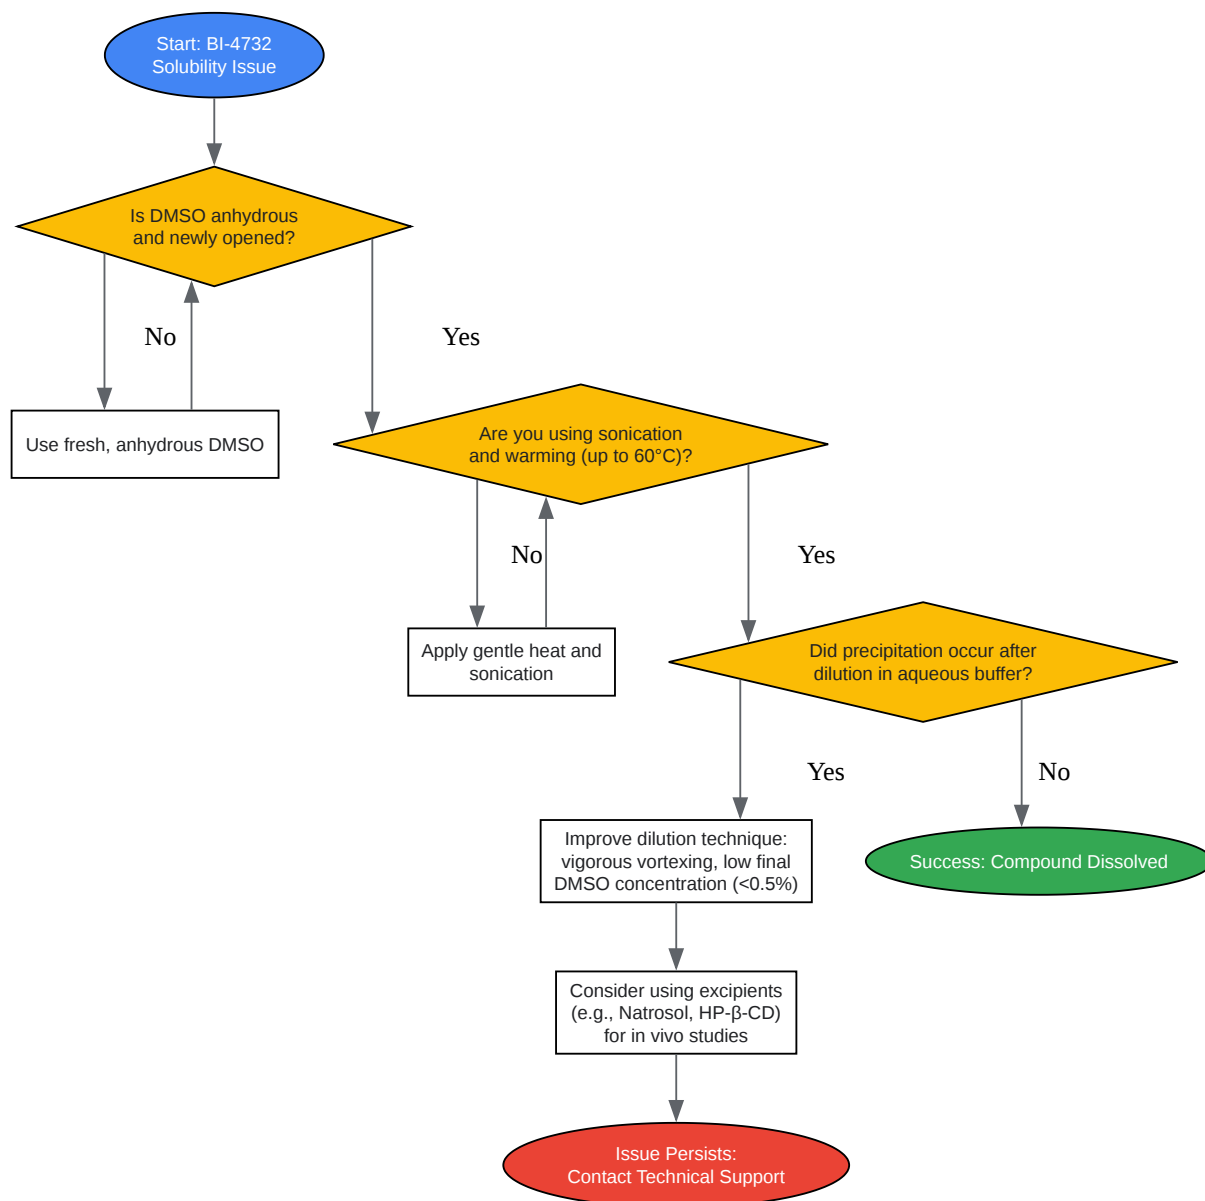 Start: BI-4732
Solubility Issue
Is DMSO anhydrous
and newly opened?
No
Yes
Use fresh, anhydrous DMSO
Are you using sonication
and warming (up to 60°C)?
No
Yes
Apply gentle heat and
sonication
Did precipitation occur after
dilution in aqueous buffer?
Yes
No
Improve dilution technique:
vigorous vortexing, low final
DMSO concentration (<0.5%)
Success: Compound Dissolved
Consider using excipients
(e.g., Natrosol, HP-β-CD)
for in vivo studies
Issue Persists:
Contact Technical Support